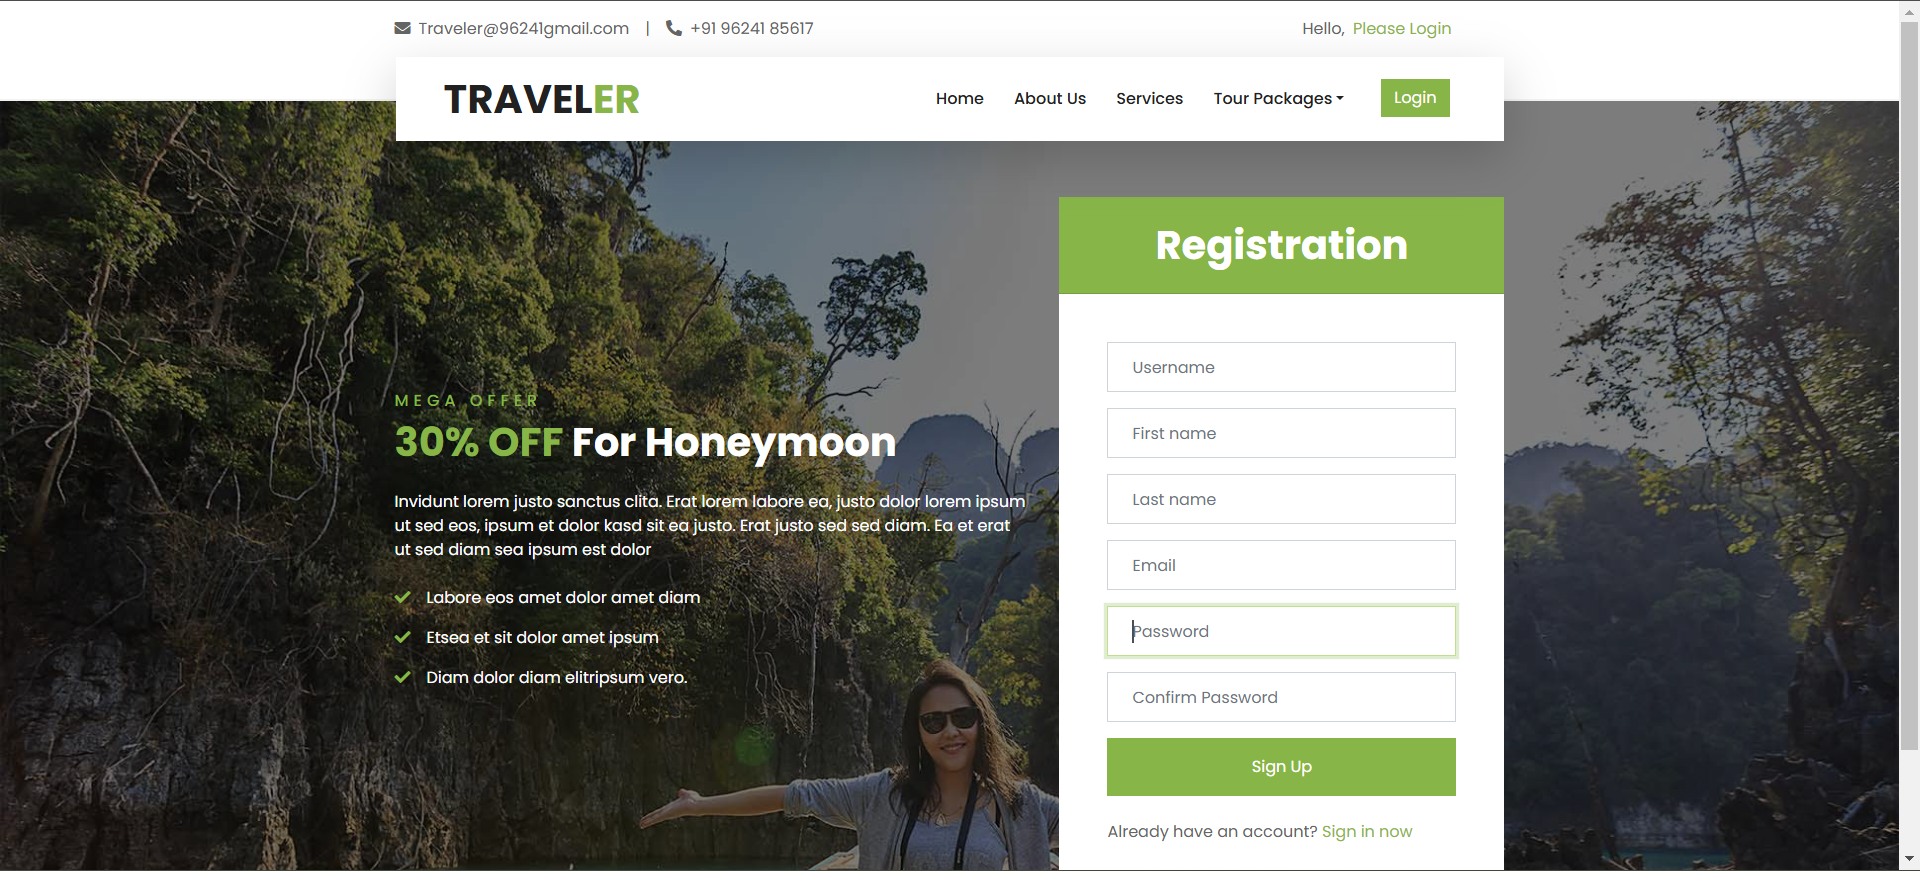 Traveler@96241gmail.com | +91 96241 85617
Hello, Please Login
TRAVELER
Home About Us Services Tour Packages Login
MEGA OFFER
30% OFF For Honeymoon
Invidunt lorem justo sanctus clita. Erat lorem labore ea, justo dolor lorem ipsum
ut sed eos, ipsum et dolor kasd sit ea justo. Erat justo sed sed diam. Ea et erat
ut sed diam sea ipsum est dolor
Labore eos amet dolor amet diam
Etsea et sit dolor amet ipsum
Diam dolor diam elitripsum vero.
Registration
Username
First name
Last name
Email
Password
Confirm Password
Sign Up
Already have an account? Sign in now